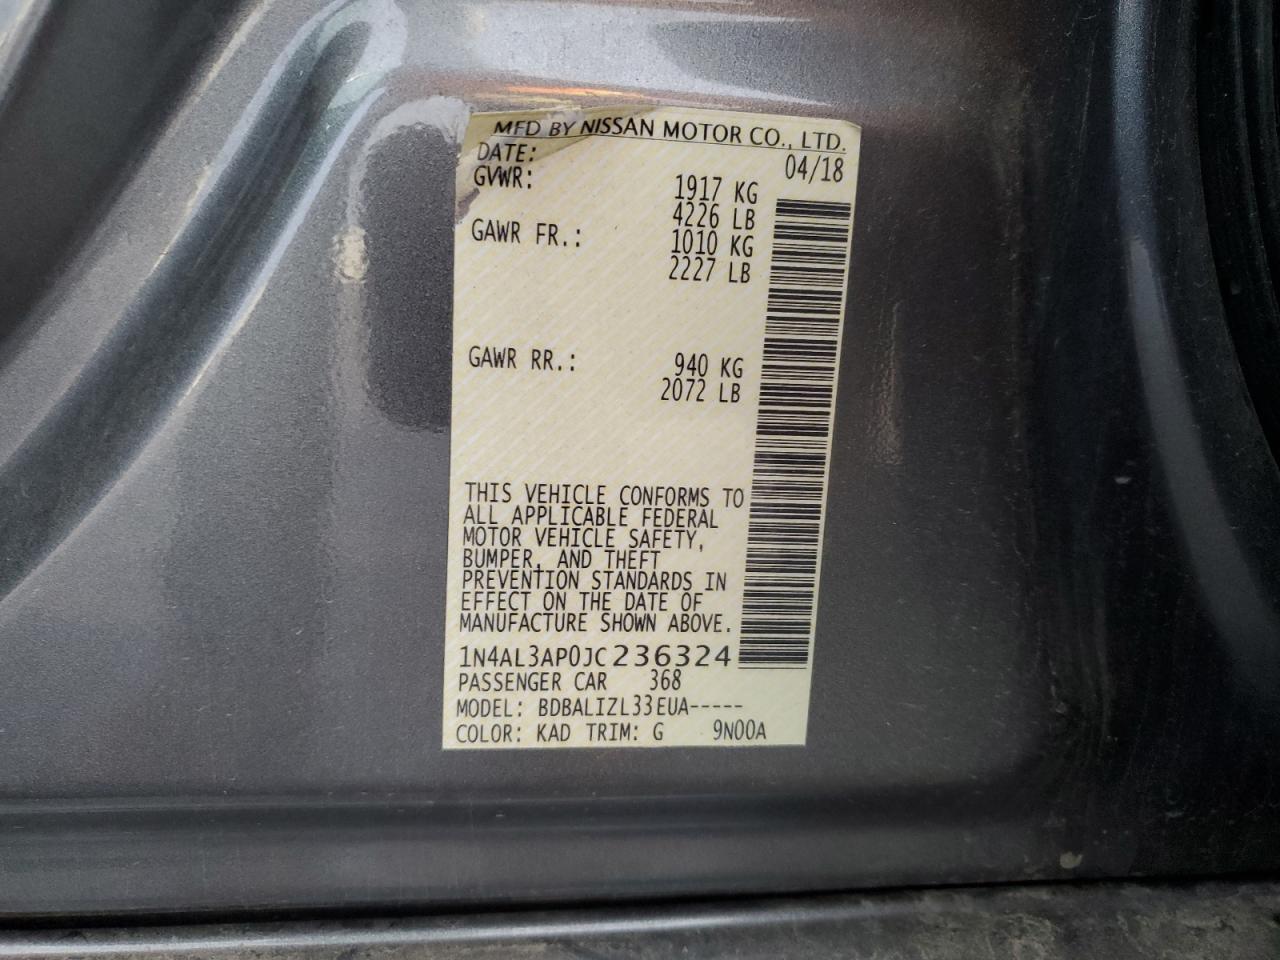 MFD BY NISSAN MOTOR CO., LTD.
DATE: 04/18
GVWR: 1917 KG
4226 LB
GAWR FR.: 1010 KG
2227 LB
GAWR RR.: 940 KG
2072 LB
THIS VEHICLE CONFORMS TO
ALL APPLICABLE FEDERAL
MOTOR VEHICLE SAFETY,
BUMPER, AND THEFT
PREVENTION STANDARDS IN
EFFECT ON THE DATE OF
MANUFACTURE SHOWN ABOVE.
1N4AL3AP0JC236324
PASSENGER CAR 368
MODEL: BDBALIZL33EUA-----
COLOR: KAD TRIM: G 9N00A